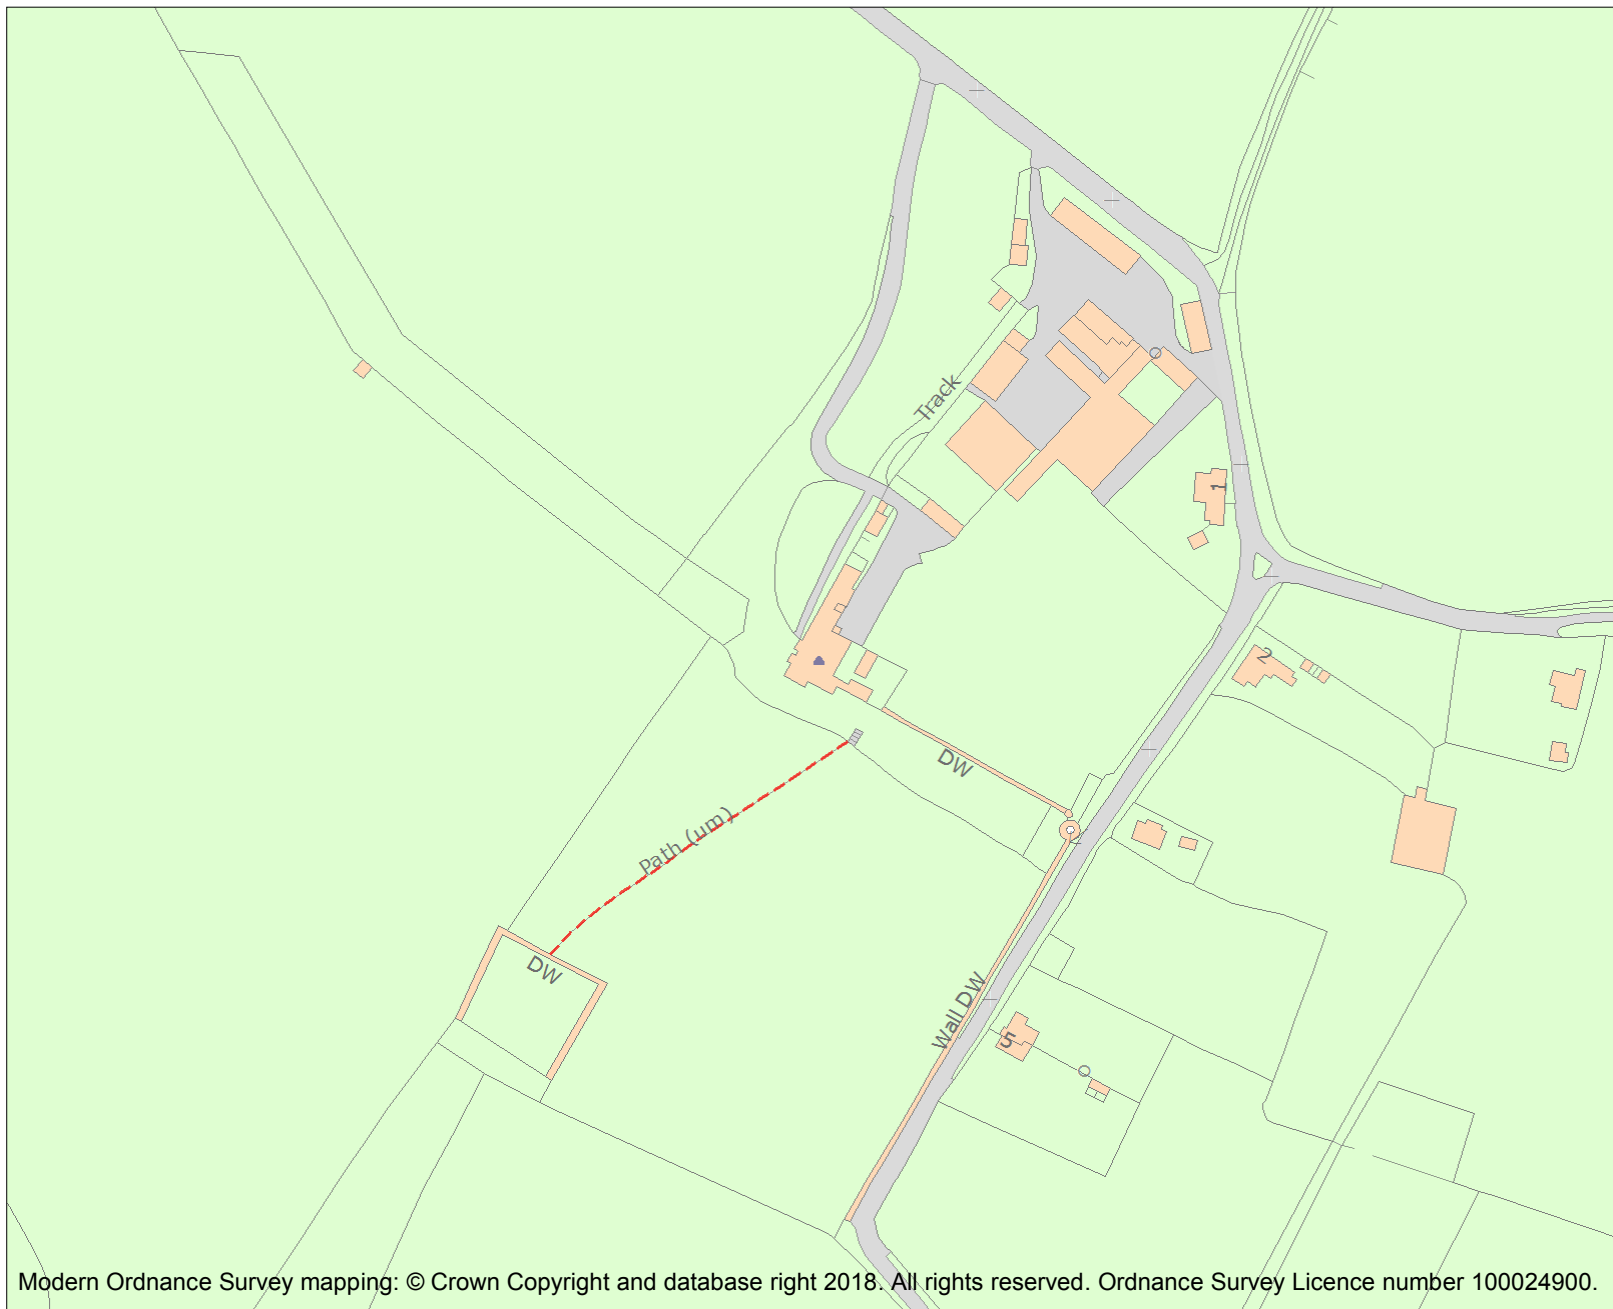 Track
1
2
DW
Path (um)
DW
Wall DW
5
Modern Ordnance Survey mapping: © Crown Copyright and database right 2018. All rights reserved. Ordnance Survey Licence number 100024900.